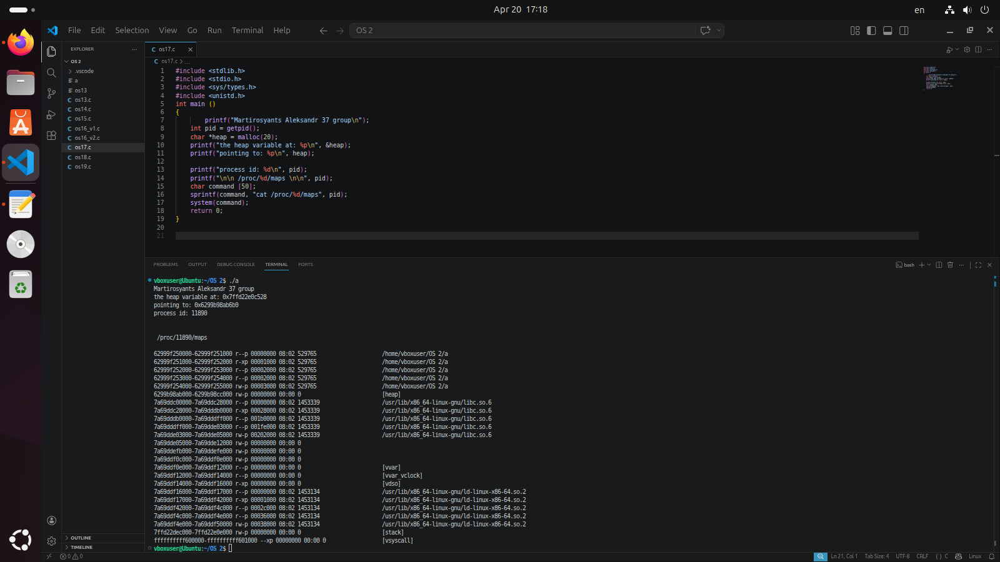 Apr 20 17:18
en
File Edit Selection View Go Run Terminal Help
OS 2
EXPLORER
os17.c
OS 2
.vscode
a
os13
os13.c
os14.c
os15.c
os16_v1.c
os16_v2.c
os17.c
os18.c
os19.c
OUTLINE
TIMELINE
os17.c > ...
1 #include <stdlib.h>
2 #include <stdio.h>
3 #include <sys/types.h>
4 #include <unistd.h>
5 int main ()
6 {
7 printf("Martirosyants Aleksandr 37 group\n");
8 int pid = getpid();
9 char *heap = malloc(20);
10 printf("the heap variable at: %p\n", &heap);
11 printf("pointing to: %p\n", heap);
12
13 printf("process id: %d\n", pid);
14 printf("\n\n /proc/%d/maps \n\n", pid);
15 char command [50];
16 sprintf(command, "cat /proc/%d/maps", pid);
17 system(command);
18 return 0;
19 }
20
21
PROBLEMS OUTPUT DEBUG CONSOLE TERMINAL PORTS
bash
vboxuser@Ubuntu:~/OS 2$ ./a
Martirosyants Aleksandr 37 group
the heap variable at: 0x7ffd22e0c528
pointing to: 0x6299b98ab6b0
process id: 11890
/proc/11890/maps
62999f250000-62999f251000 r--p 00000000 08:02 529765 /home/vboxuser/OS 2/a
62999f251000-62999f252000 r-xp 00001000 08:02 529765 /home/vboxuser/OS 2/a
62999f252000-62999f253000 r--p 00002000 08:02 529765 /home/vboxuser/OS 2/a
62999f253000-62999f254000 r--p 00002000 08:02 529765 /home/vboxuser/OS 2/a
62999f254000-62999f255000 rw-p 00003000 08:02 529765 /home/vboxuser/OS 2/a
6299b98ab000-6299b98cc000 rw-p 00000000 00:00 0 [heap]
7a69ddc00000-7a69ddc28000 r--p 00000000 08:02 1453339 /usr/lib/x86_64-linux-gnu/libc.so.6
7a69ddc28000-7a69dddb0000 r-xp 00028000 08:02 1453339 /usr/lib/x86_64-linux-gnu/libc.so.6
7a69dddb0000-7a69dddff000 r--p 001b0000 08:02 1453339 /usr/lib/x86_64-linux-gnu/libc.so.6
7a69dddff000-7a69dde03000 r--p 001fe000 08:02 1453339 /usr/lib/x86_64-linux-gnu/libc.so.6
7a69dde03000-7a69dde05000 rw-p 00202000 08:02 1453339 /usr/lib/x86_64-linux-gnu/libc.so.6
7a69dde05000-7a69dde12000 rw-p 00000000 00:00 0
7a69ddefb000-7a69ddefe000 rw-p 00000000 00:00 0
7a69ddf0c000-7a69ddf0e000 rw-p 00000000 00:00 0
7a69ddf0e000-7a69ddf12000 r--p 00000000 00:00 0 [vvar]
7a69ddf12000-7a69ddf14000 r--p 00000000 00:00 0 [vvar_vclock]
7a69ddf14000-7a69ddf16000 r-xp 00000000 00:00 0 [vdso]
7a69ddf16000-7a69ddf17000 r--p 00000000 08:02 1453134 /usr/lib/x86_64-linux-gnu/ld-linux-x86-64.so.2
7a69ddf17000-7a69ddf42000 r-xp 00001000 08:02 1453134 /usr/lib/x86_64-linux-gnu/ld-linux-x86-64.so.2
7a69ddf42000-7a69ddf4c000 r--p 0002c000 08:02 1453134 /usr/lib/x86_64-linux-gnu/ld-linux-x86-64.so.2
7a69ddf4c000-7a69ddf4e000 r--p 00036000 08:02 1453134 /usr/lib/x86_64-linux-gnu/ld-linux-x86-64.so.2
7a69ddf4e000-7a69ddf50000 rw-p 00038000 08:02 1453134 /usr/lib/x86_64-linux-gnu/ld-linux-x86-64.so.2
7ffd22dec000-7ffd22e0e000 rw-p 00000000 00:00 0 [stack]
ffffffffff600000-ffffffffff601000 --xp 00000000 00:00 0 [vsyscall]
vboxuser@Ubuntu:~/OS 2$
0 0 Ln 21, Col 1 Tab Size: 4 UTF-8 CRLF { } C Linux